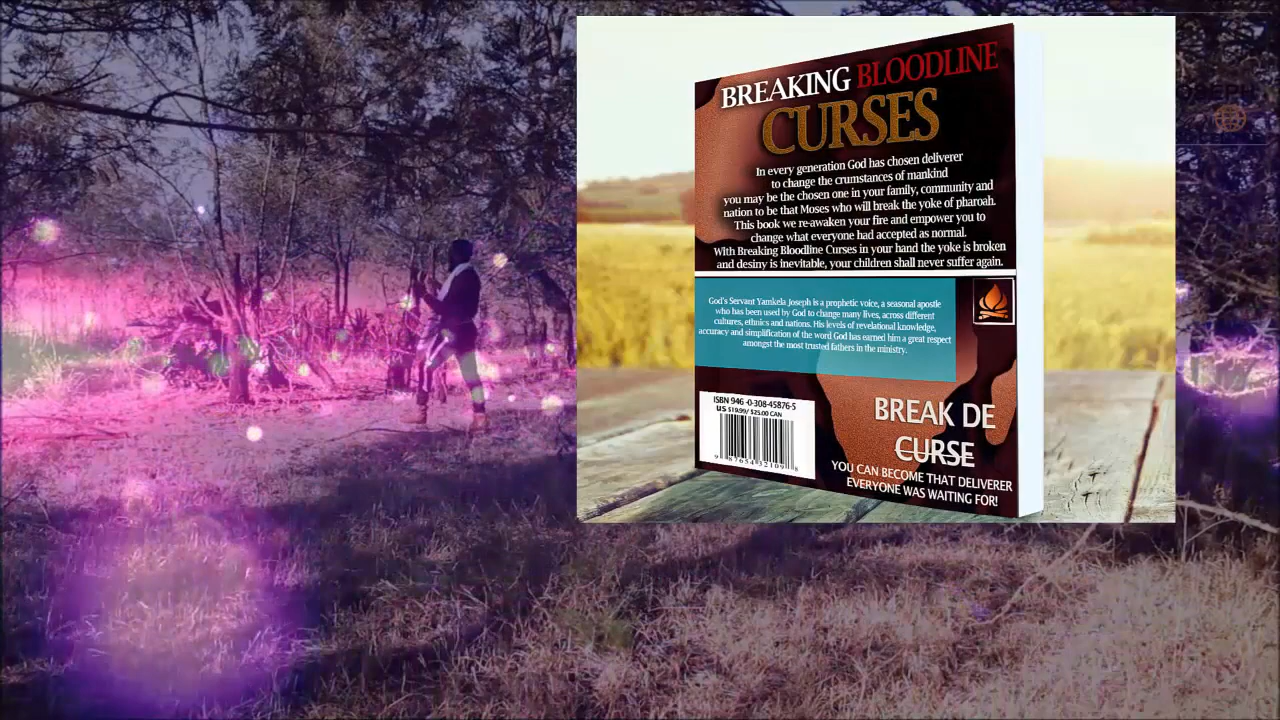 BREAKING BLOODLINE
CURSES
In every generation God has chosen deliverer
to change the crumstances of mankind
you may be the chosen one in your family, community and
nation to be that Moses who will break the yoke of pharoah.
This book we re-awaken your fire and empower you to
change what everyone had accepted as normal.
With Breaking Bloodline Curses in your hand the yoke is broken
and desiny is inevitable, your children shall never suffer again.
God's Servant Yamkela Joseph is a prophetic voice, a seasonal apostle
who has been used by God to change many lives, across different
cultures, ethnics and nations. His levels of revelational knowledge,
accuracy and simplification of the word God has earned him a great respect
amongst the most trusted fathers in the ministry.
ISBN 946 -0-308-45876-5
US $19.99/ $25.00 CAN
9 87654 32109 8
BREAK DE
CURSE
YOU CAN BECOME THAT DELIVERER
EVERYONE WAS WAITING FOR!
JOSEPH